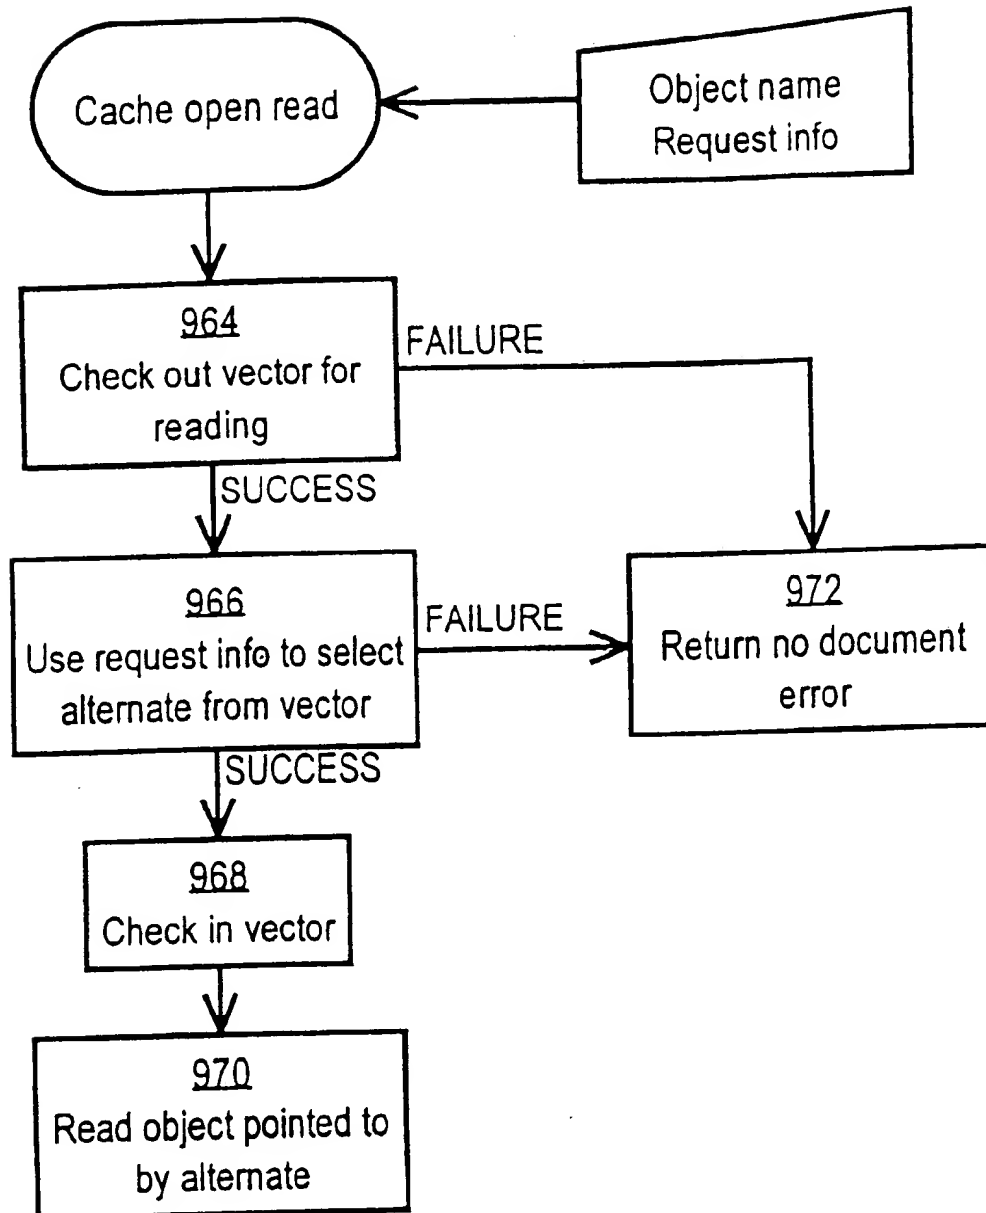 Cache open read
Object name
Request info
964
Check out vector for
reading
FAILURE
SUCCESS
966
Use request info to select
alternate from vector
FAILURE
972
Return no document
error
SUCCESS
968
Check in vector
970
Read object pointed to
by alternate